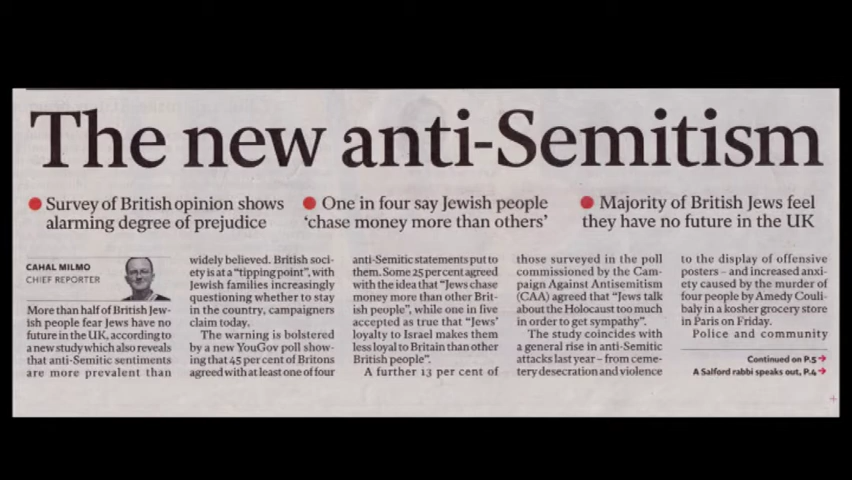 The new anti-Semitism
● Survey of British opinion shows
alarming degree of prejudice
● One in four say Jewish people
‘chase money more than others’
● Majority of British Jews feel
they have no future in the UK
CAHAL MILMO
CHIEF REPORTER
More than half of British Jew-
ish people fear Jews have no
future in the UK, according to
a new study which also reveals
that anti-Semitic sentiments
are more prevalent than
widely believed. British soci-
ety is at a “tipping point”, with
Jewish families increasingly
questioning whether to stay
in the country, campaigners
claim today.
The warning is bolstered
by a new YouGov poll show-
ing that 45 per cent of Britons
agreed with at least one of four
anti-Semitic statements put to
them. Some 25 per cent agreed
with the idea that “Jews chase
money more than other Brit-
ish people”, while one in five
accepted as true that “Jews’
loyalty to Israel makes them
less loyal to Britain than other
British people”.
A further 13 per cent of
those surveyed in the poll
commissioned by the Cam-
paign Against Antisemitism
(CAA) agreed that “Jews talk
about the Holocaust too much
in order to get sympathy”.
The study coincides with
a general rise in anti-Semitic
attacks last year – from ceme-
tery desecration and violence
to the display of offensive
posters – and increased anxi-
ety caused by the murder of
four people by Amedy Couli-
baly in a kosher grocery store
in Paris on Friday.
Police and community
Continued on P.5 →
A Salford rabbi speaks out, P.4 →